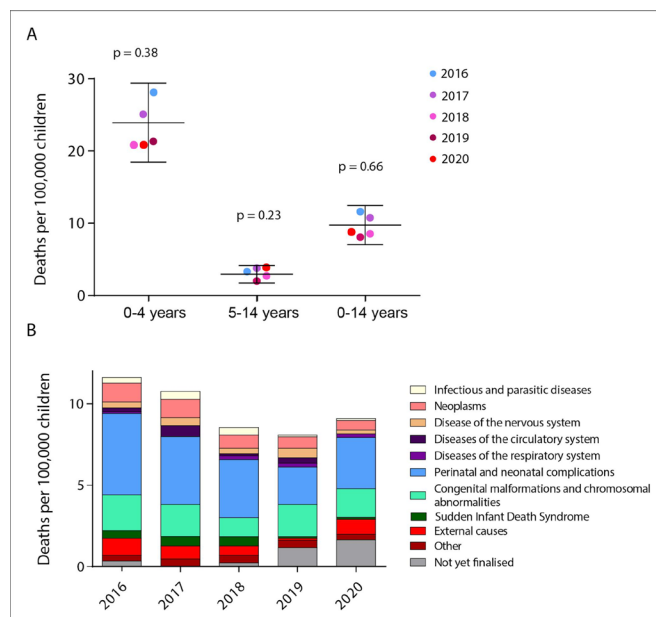 A
p = 0.38
30
2016
2017
2018
2019
2020
20
p = 0.66
p = 0.23
10
0
Deaths per 100,000 children
0-4 years
5-14 years
0-14 years
B
10
5
0
Deaths per 100,000 children
Infectious and parasitic diseases
Neoplasms
Disease of the nervous system
Diseases of the circulatory system
Diseases of the respiratory system
Perinatal and neonatal complications
Congenital malformations and chromosomal
abnormalities
Sudden Infant Death Syndrome
External causes
Other
Not yet finalised
2016
2017
2018
2019
2020